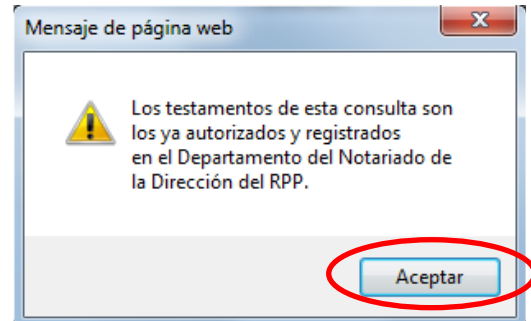 Mensaje de página web
Los testamentos de esta consulta son
los ya autorizados y registrados
en el Departamento del Notariado de
la Dirección del RPP.
Aceptar